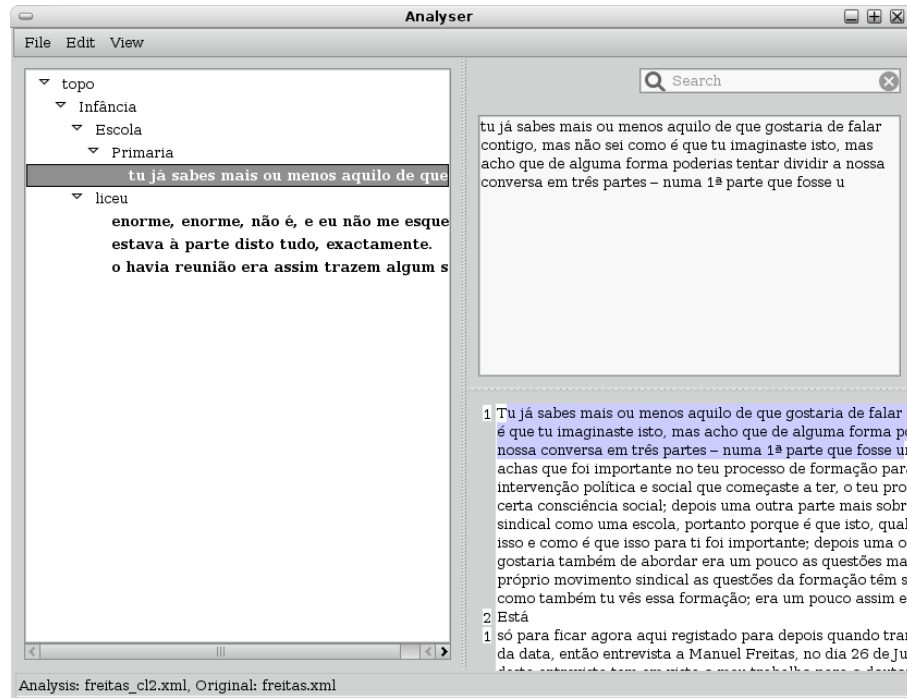 Analyser
File Edit View
topo
Infância
Escola
Primaria
tu já sabes mais ou menos aquilo de que
liceu
enorme, enorme, não é, e eu não me esque
estava à parte disto tudo, exactamente.
o havia reunião era assim trazem algum s
Search
tu já sabes mais ou menos aquilo de que gostaria de falar
contigo, mas não sei como é que tu imaginaste isto, mas
acho que de alguma forma poderias tentar dividir a nossa
conversa em três partes – numa 1ª parte que fosse u
1 Tu já sabes mais ou menos aquilo de que gostaria de falar
é que tu imaginaste isto, mas acho que de alguma forma p
nossa conversa em três partes – numa 1ª parte que fosse u
achas que foi importante no teu processo de formação par
intervenção política e social que começaste a ter, o teu pro
certa consciência social; depois uma outra parte mais sobr
sindical como uma escola, portanto porque é que isto, qual
isso e como é que isso para ti foi importante; depois uma o
gostaria também de abordar era um pouco as questões ma
próprio movimento sindical as questões da formação têm s
como também tu vês essa formação; era um pouco assim e
2 Está
1 só para ficar agora aqui registado para depois quando tra
da data, então entrevista a Manuel Freitas, no dia 26 de Ju
Analysis: freitas_cl2.xml, Original: freitas.xml